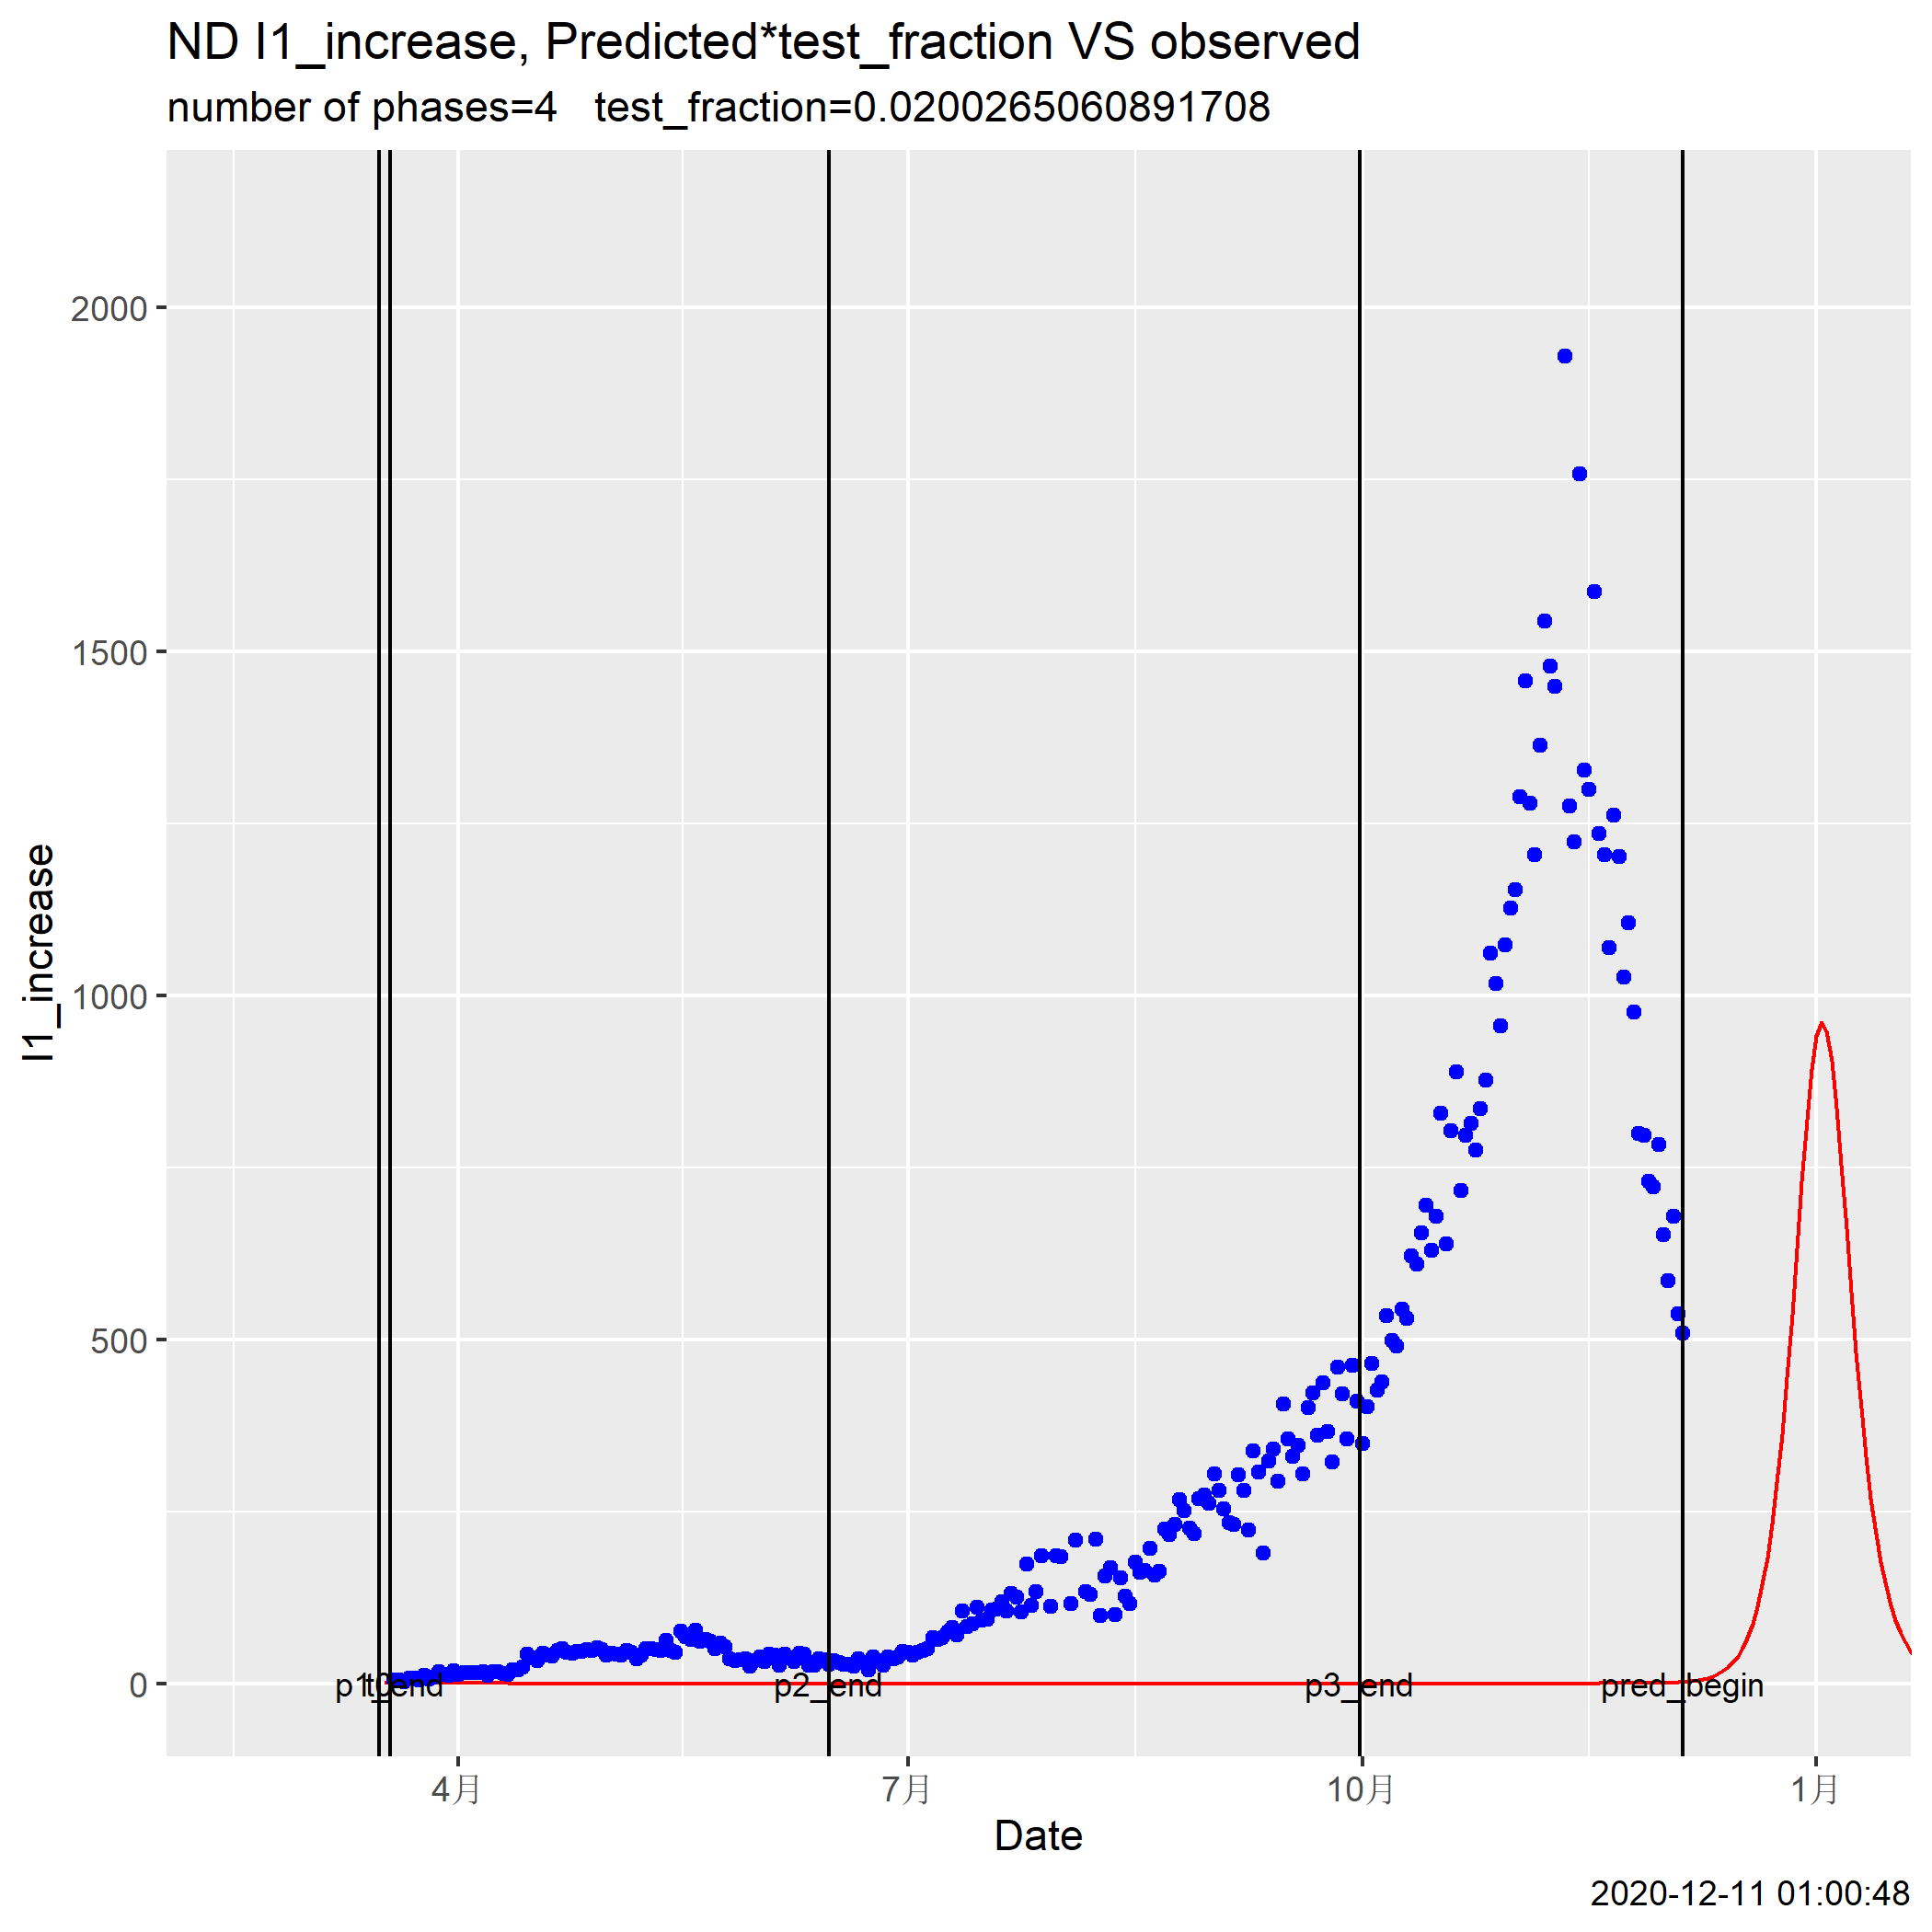 ND I1_increase, Predicted*test_fraction VS observed
number of phases=4 test_fraction=0.0200265060891708
2000
1500
1000
500
0
I1_increase
p2_end
p3_end
pred_begin
4月
7月
10月
1月
Date
2020-12-11 01:00:48